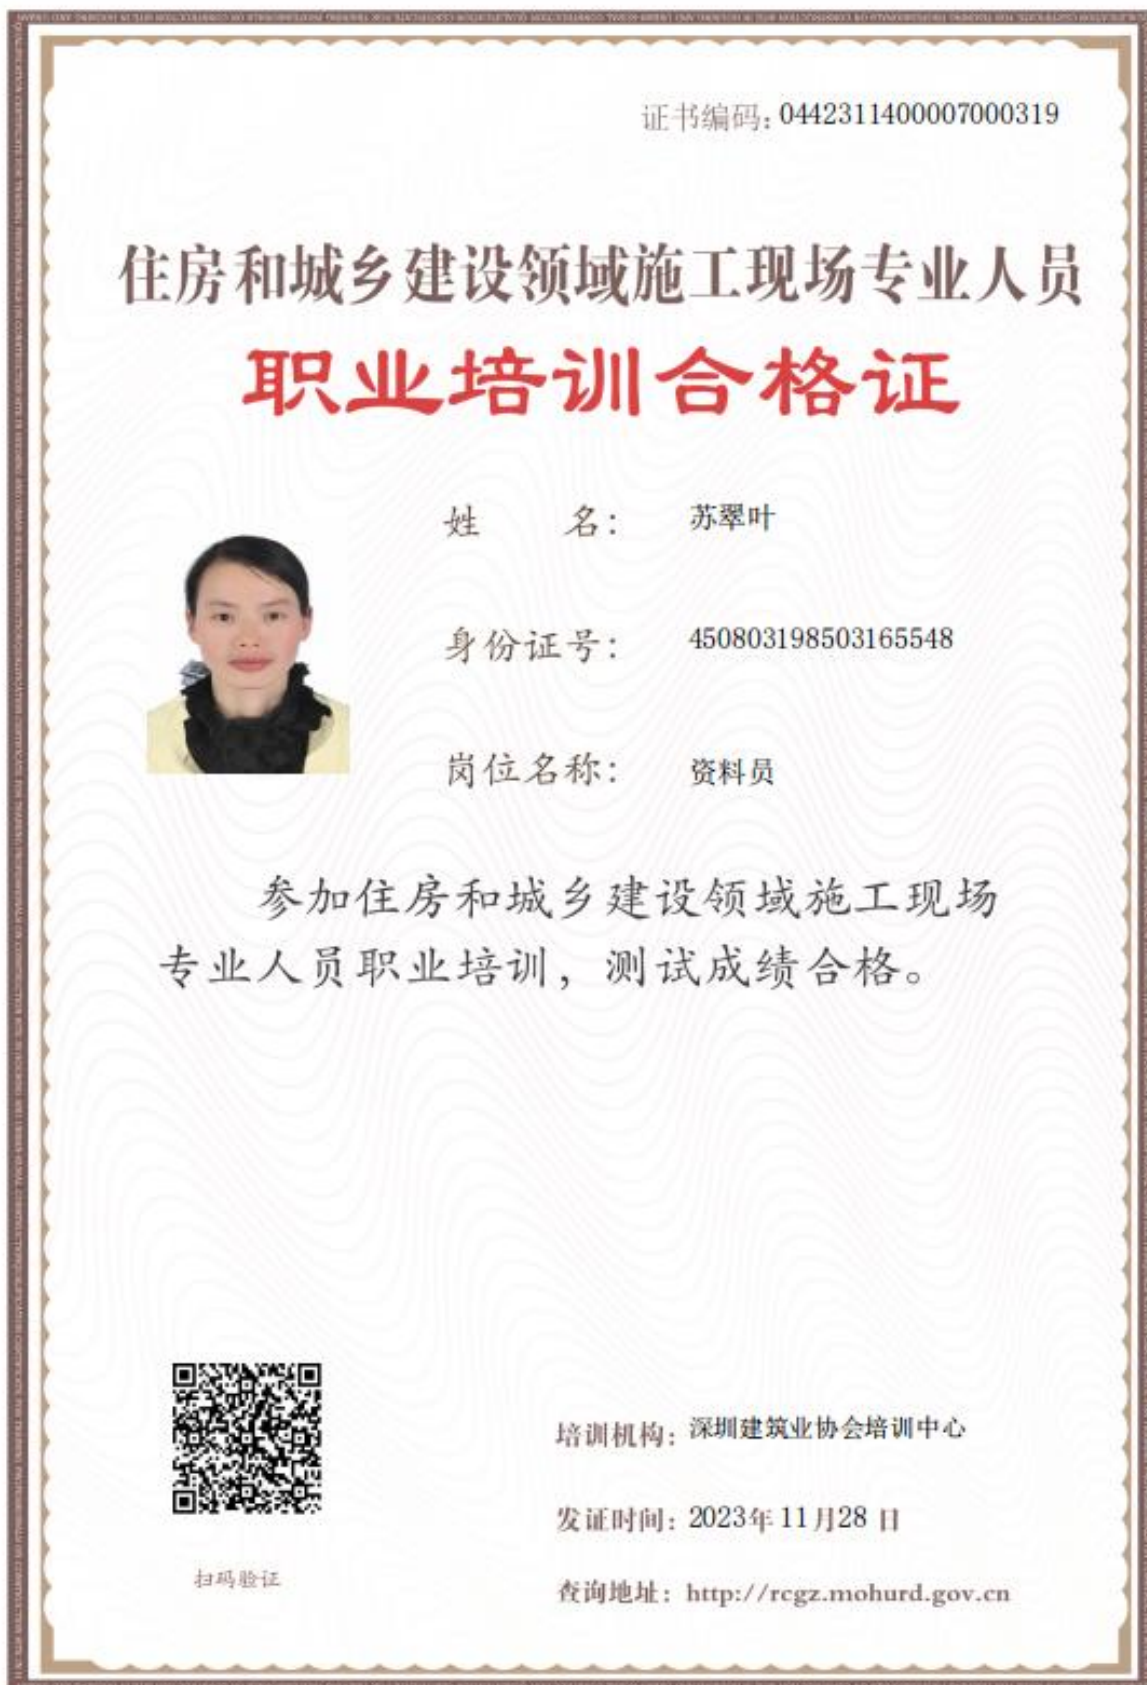 证书编码：0442311400007000319
住房和城乡建设领域施工现场专业人员
职业培训合格证
姓 名： 苏翠叶
身份证号： 450803198503165548
岗位名称： 资料员
参加住房和城乡建设领域施工现场
专业人员职业培训，测试成绩合格。
培训机构：深圳建筑业协会培训中心
发证时间：2023年11月28 日
扫码验证
查询地址：http://rcgz.mohurd.gov.cn